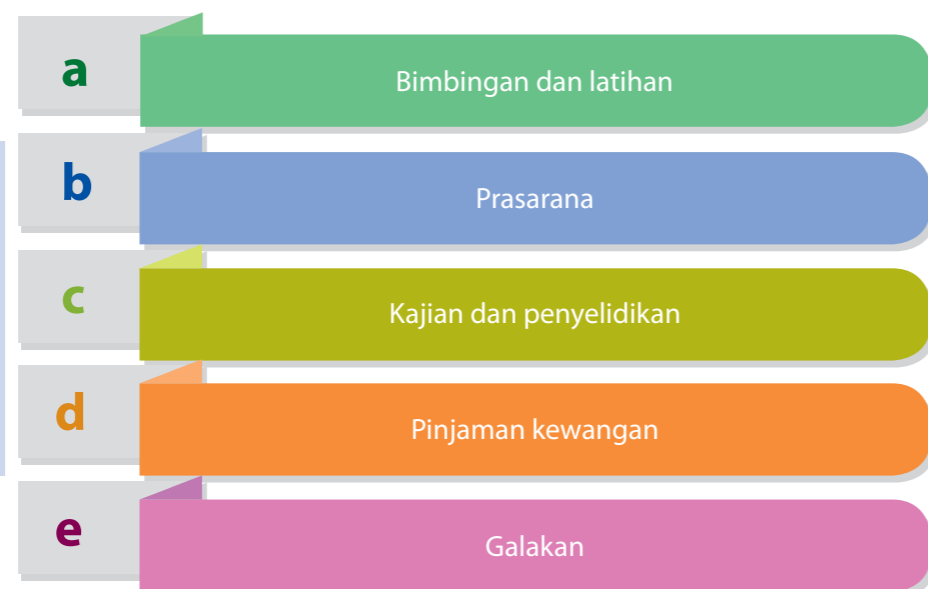 a Bimbingan dan latihan
b Prasarana
c Kajian dan penyelidikan
d Pinjaman kewangan
e Galakan